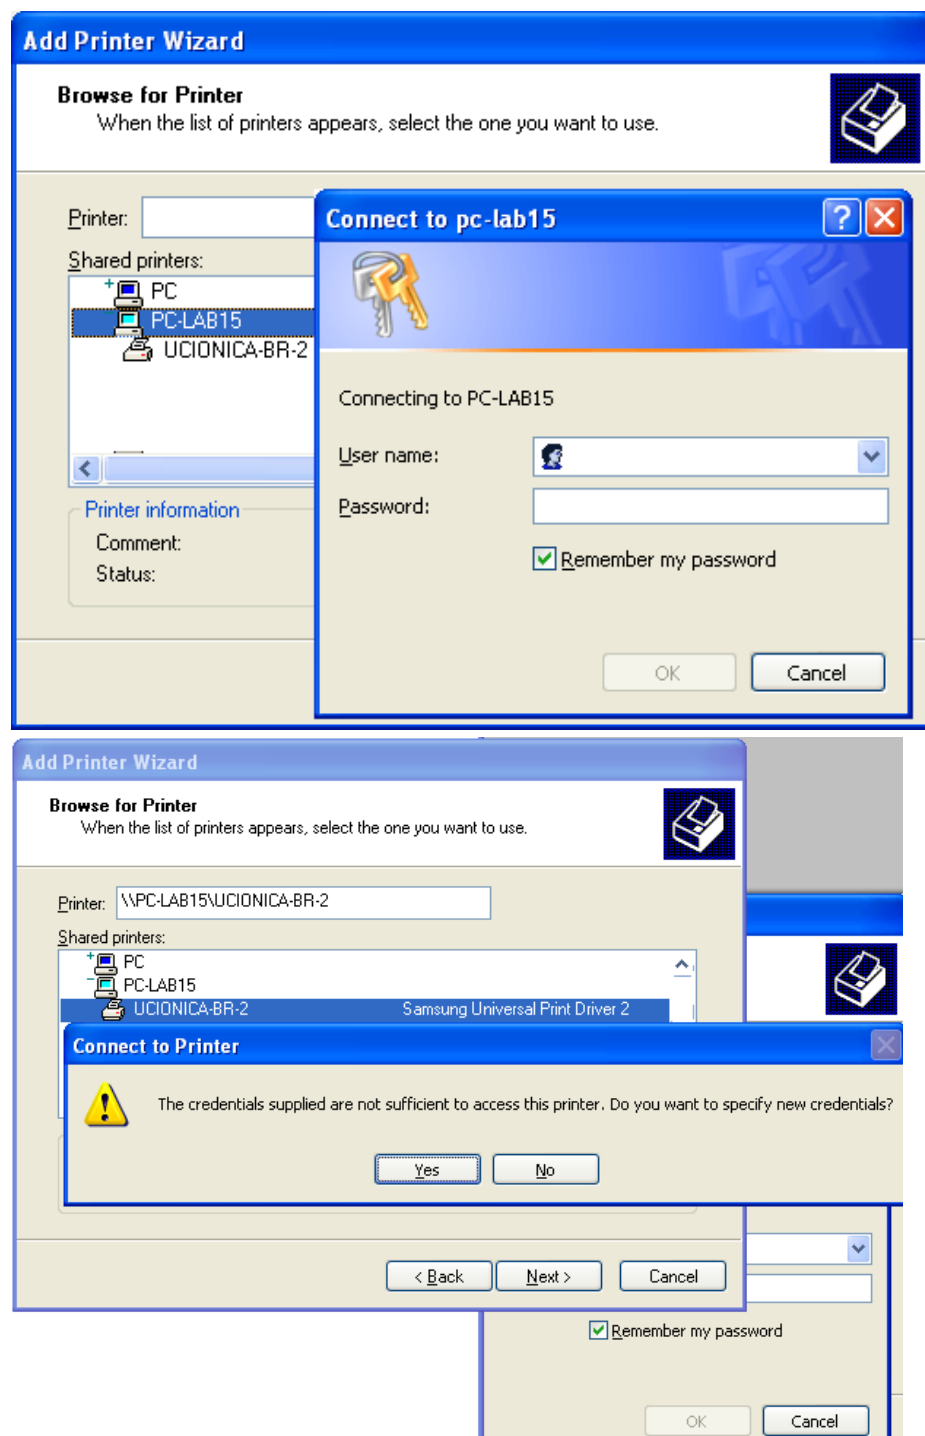 Add Printer Wizard
Browse for Printer
When the list of printers appears, select the one you want to use.
Printer:
Shared printers:
PC
PC-LAB15
UCIONICA-BR-2
Printer information
Comment:
Status:
Connect to pc-lab15
Connecting to PC-LAB15
User name:
Password:
Remember my password
OK
Cancel
Add Printer Wizard
Browse for Printer
When the list of printers appears, select the one you want to use.
Printer: \\PC-LAB15\UCIONICA-BR-2
Shared printers:
PC
PC-LAB15
UCIONICA-BR-2 Samsung Universal Print Driver 2
Connect to Printer
The credentials supplied are not sufficient to access this printer. Do you want to specify new credentials?
Yes No
< Back Next > Cancel
Remember my password
OK Cancel